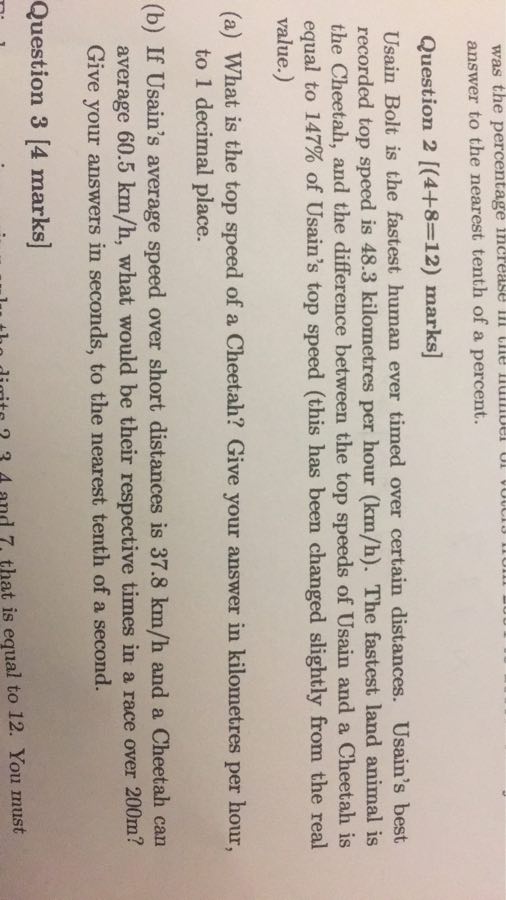 was the percentage increase in the number of
answer to the nearest tenth of a percent.
Question 2 [(4+8=12) marks]
Usain Bolt is the fastest human ever timed over certain distances. Usain's best
recorded top speed is 48.3 kilometres per hour (km/h). The fastest land animal is
the Cheetah, and the difference between the top speeds of Usain and a Cheetah is
equal to 147% of Usain's top speed (this has been changed slightly from the real
value.)
(a) What is the top speed of a Cheetah? Give your answer in kilometres per hour,
to 1 decimal place.
(b) If Usain's average speed over short distances is 37.8 km/h and a Cheetah can
average 60.5 km/h, what would be their respective times in a race over 200m?
Give your answers in seconds, to the nearest tenth of a second.
Question 3 [4 marks]
the digits 2, 3, 4 and 7, that is equal to 12. You must